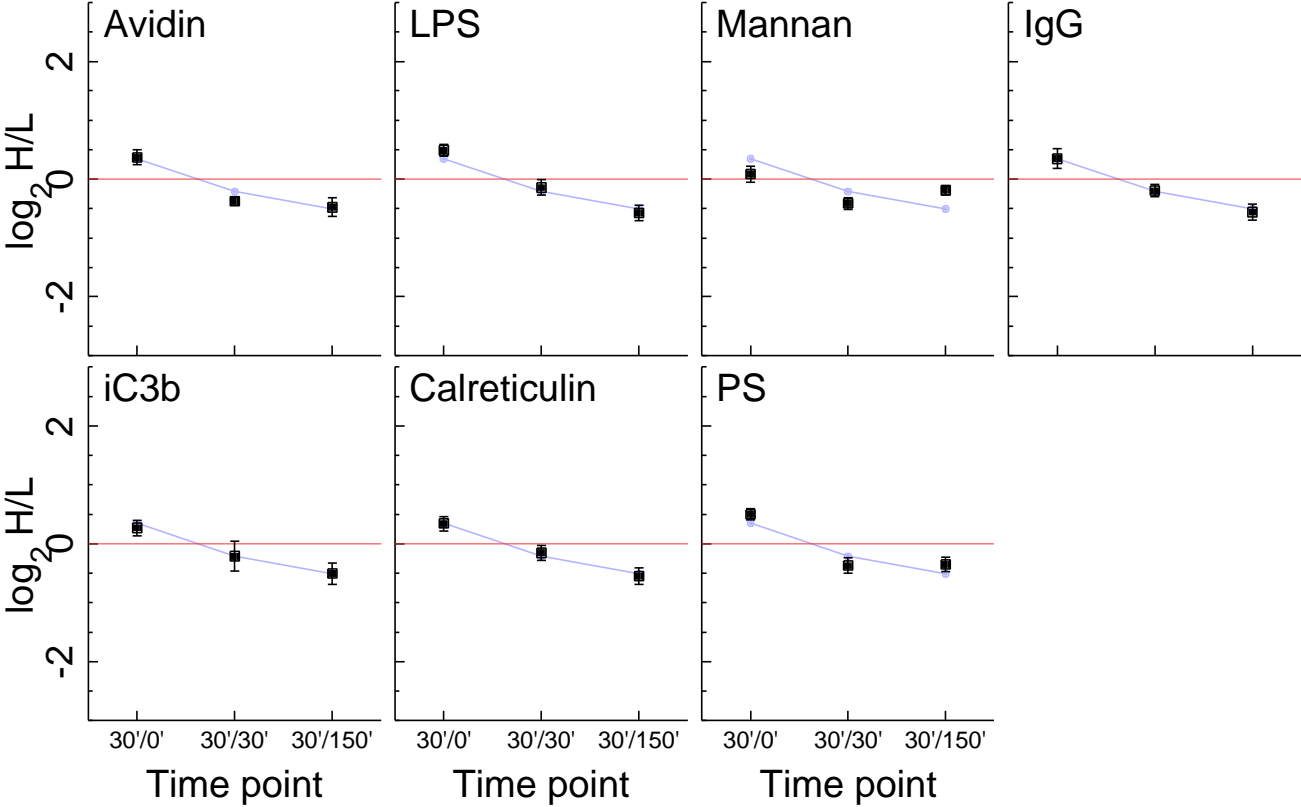 Avidin
LPS
Mannan
IgG
2
0
-2
log2 H/L
iC3b
Calreticulin
PS
2
0
-2
log2 H/L
30'/0' 30'/30' 30'/150'
30'/0' 30'/30' 30'/150'
30'/0' 30'/30' 30'/150'
Time point
Time point
Time point